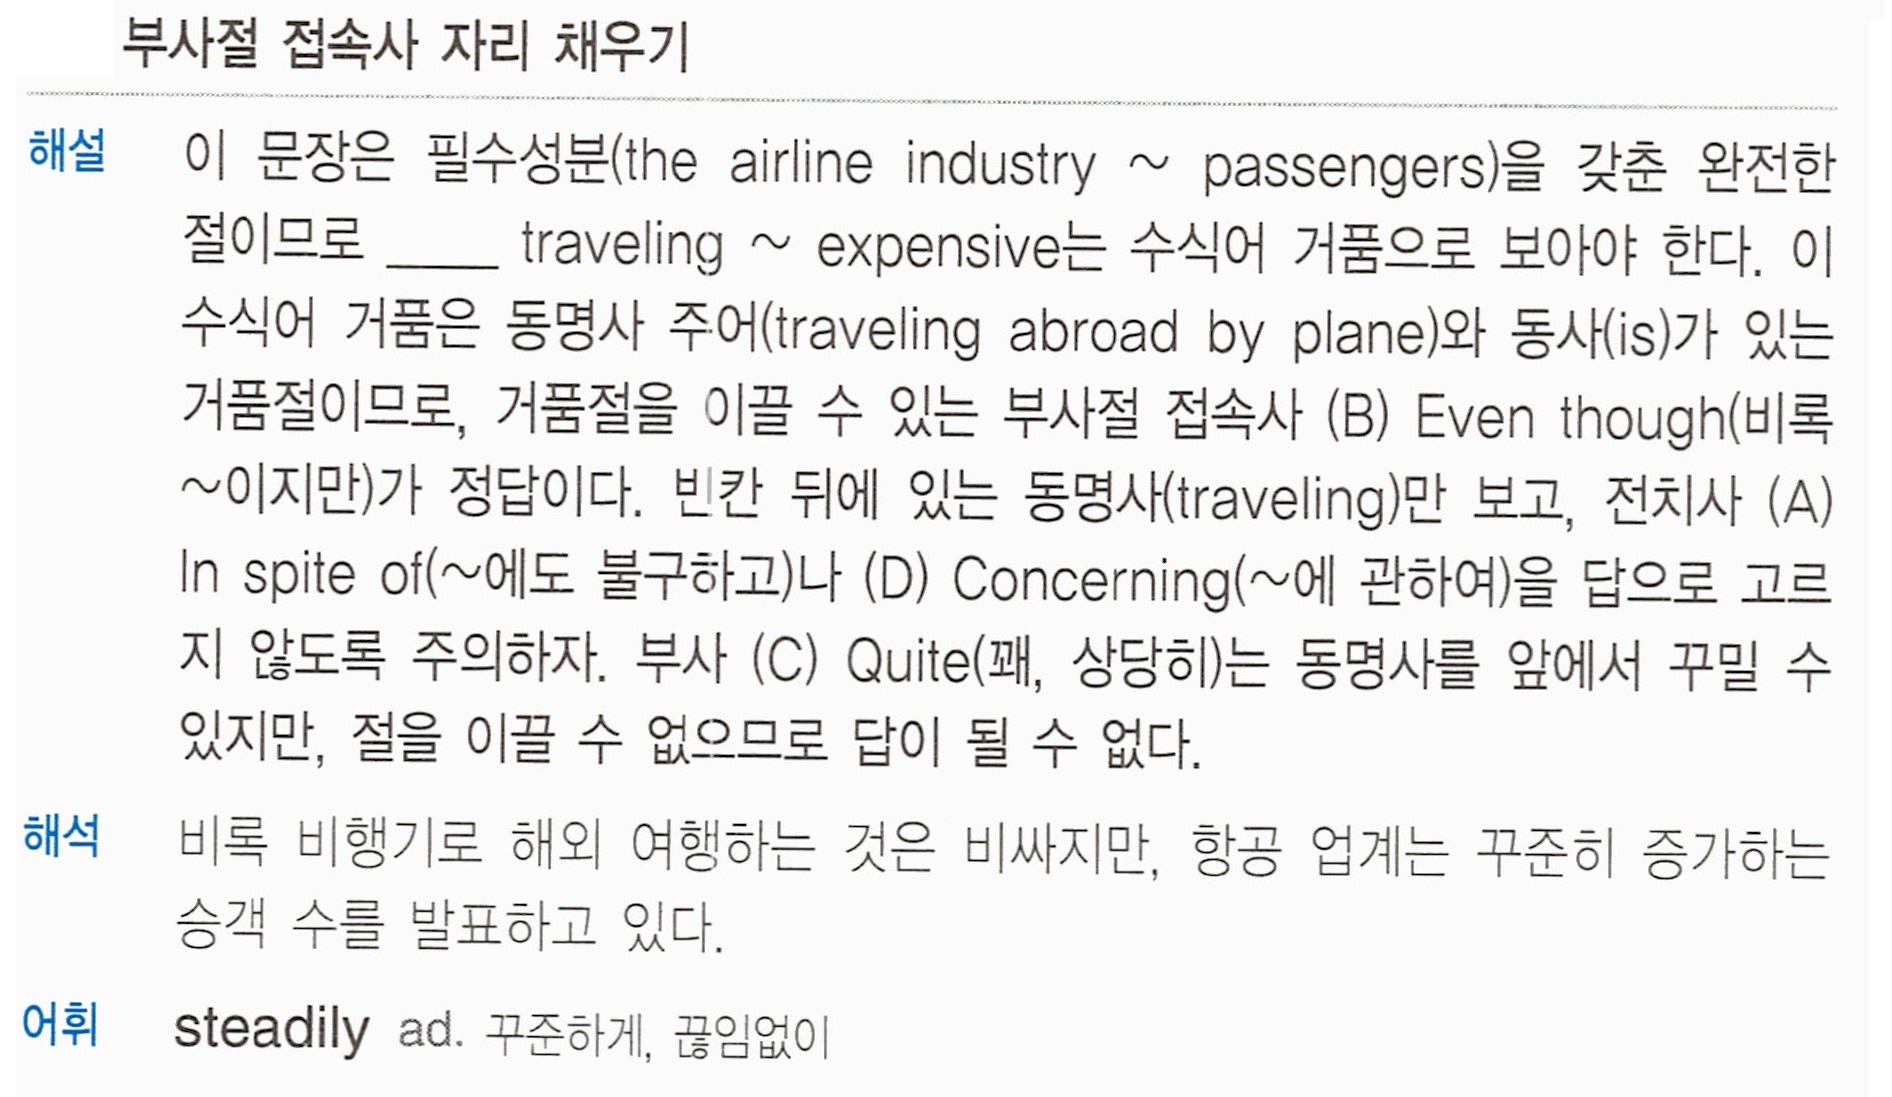 부사절 접속사 자리 채우기
해설 이 문장은 필수성분(the airline industry ~ passengers)을 갖춘 완전한
절이므로 ____ traveling ~ expensive는 수식어 거품으로 보아야 한다. 이
수식어 거품은 동명사 주어(traveling abroad by plane)와 동사(is)가 있는
거품절이므로, 거품절을 이끌 수 있는 부사절 접속사 (B) Even though(비록
~이지만)가 정답이다. 빈칸 뒤에 있는 동명사(traveling)만 보고, 전치사 (A)
In spite of(~에도 불구하고)나 (D) Concerning(~에 관하여)을 답으로 고르
지 않도록 주의하자. 부사 (C) Quite(꽤, 상당히)는 동명사를 앞에서 꾸밀 수
있지만, 절을 이끌 수 없으므로 답이 될 수 없다.
해석 비록 비행기로 해외 여행하는 것은 비싸지만, 항공 업계는 꾸준히 증가하는
승객 수를 발표하고 있다.
어휘 steadily ad. 꾸준하게, 끊임없이